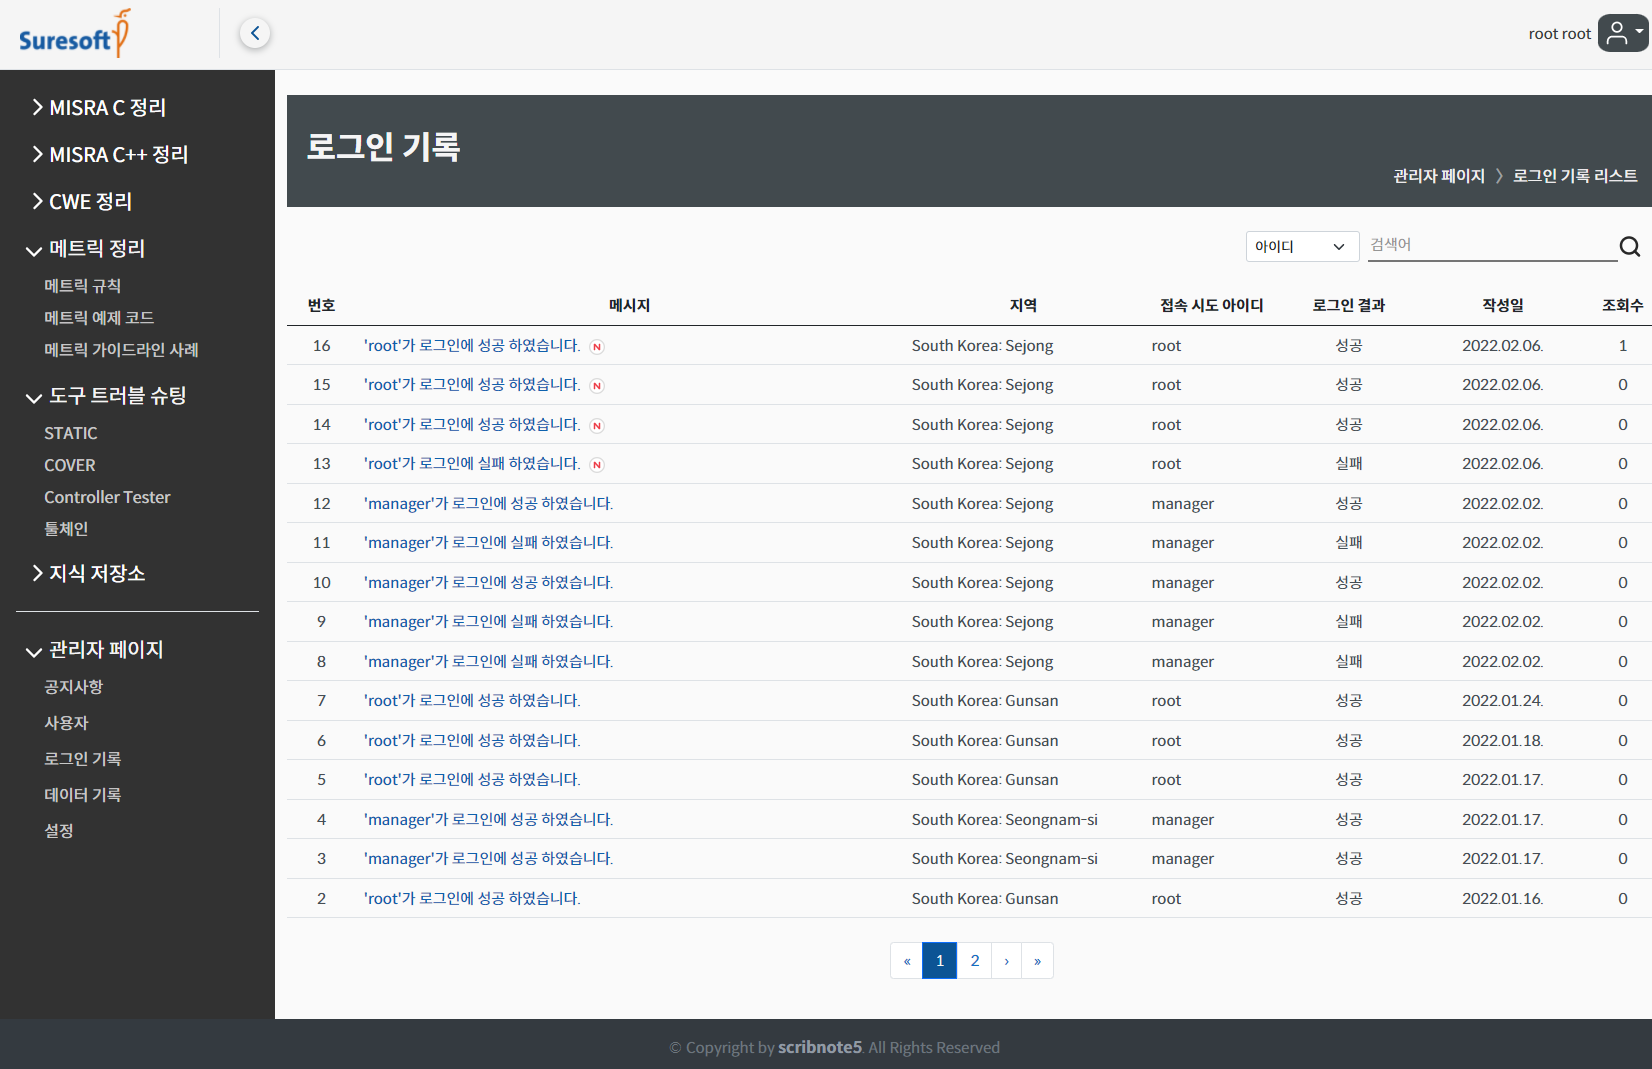 Suresoft
root root
MISRA C 정리
MISRA C++ 정리
CWE 정리
메트릭 정리
메트릭 규칙
메트릭 예제 코드
메트릭 가이드라인 사례
도구 트러블 슈팅
STATIC
COVER
Controller Tester
툴체인
지식 저장소
관리자 페이지
공지사항
사용자
로그인 기록
데이터 기록
설정
로그인 기록
관리자 페이지 〉 로그인 기록 리스트
아이디 검색어
번호 메시지 지역 접속 시도 아이디 로그인 결과 작성일 조회수
16 'root'가 로그인에 성공 하였습니다. N South Korea: Sejong root 성공 2022.02.06. 1
15 'root'가 로그인에 성공 하였습니다. N South Korea: Sejong root 성공 2022.02.06. 0
14 'root'가 로그인에 성공 하였습니다. N South Korea: Sejong root 성공 2022.02.06. 0
13 'root'가 로그인에 실패 하였습니다. N South Korea: Sejong root 실패 2022.02.06. 0
12 'manager'가 로그인에 성공 하였습니다. South Korea: Sejong manager 성공 2022.02.02. 0
11 'manager'가 로그인에 실패 하였습니다. South Korea: Sejong manager 실패 2022.02.02. 0
10 'manager'가 로그인에 성공 하였습니다. South Korea: Sejong manager 성공 2022.02.02. 0
9 'manager'가 로그인에 실패 하였습니다. South Korea: Sejong manager 실패 2022.02.02. 0
8 'manager'가 로그인에 실패 하였습니다. South Korea: Sejong manager 실패 2022.02.02. 0
7 'root'가 로그인에 성공 하였습니다. South Korea: Gunsan root 성공 2022.01.24. 0
6 'root'가 로그인에 성공 하였습니다. South Korea: Gunsan root 성공 2022.01.18. 0
5 'root'가 로그인에 성공 하였습니다. South Korea: Gunsan root 성공 2022.01.17. 0
4 'manager'가 로그인에 성공 하였습니다. South Korea: Seongnam-si manager 성공 2022.01.17. 0
3 'manager'가 로그인에 성공 하였습니다. South Korea: Seongnam-si manager 성공 2022.01.17. 0
2 'root'가 로그인에 성공 하였습니다. South Korea: Gunsan root 성공 2022.01.16. 0
« 1 2 › »
© Copyright by scribnote5. All Rights Reserved